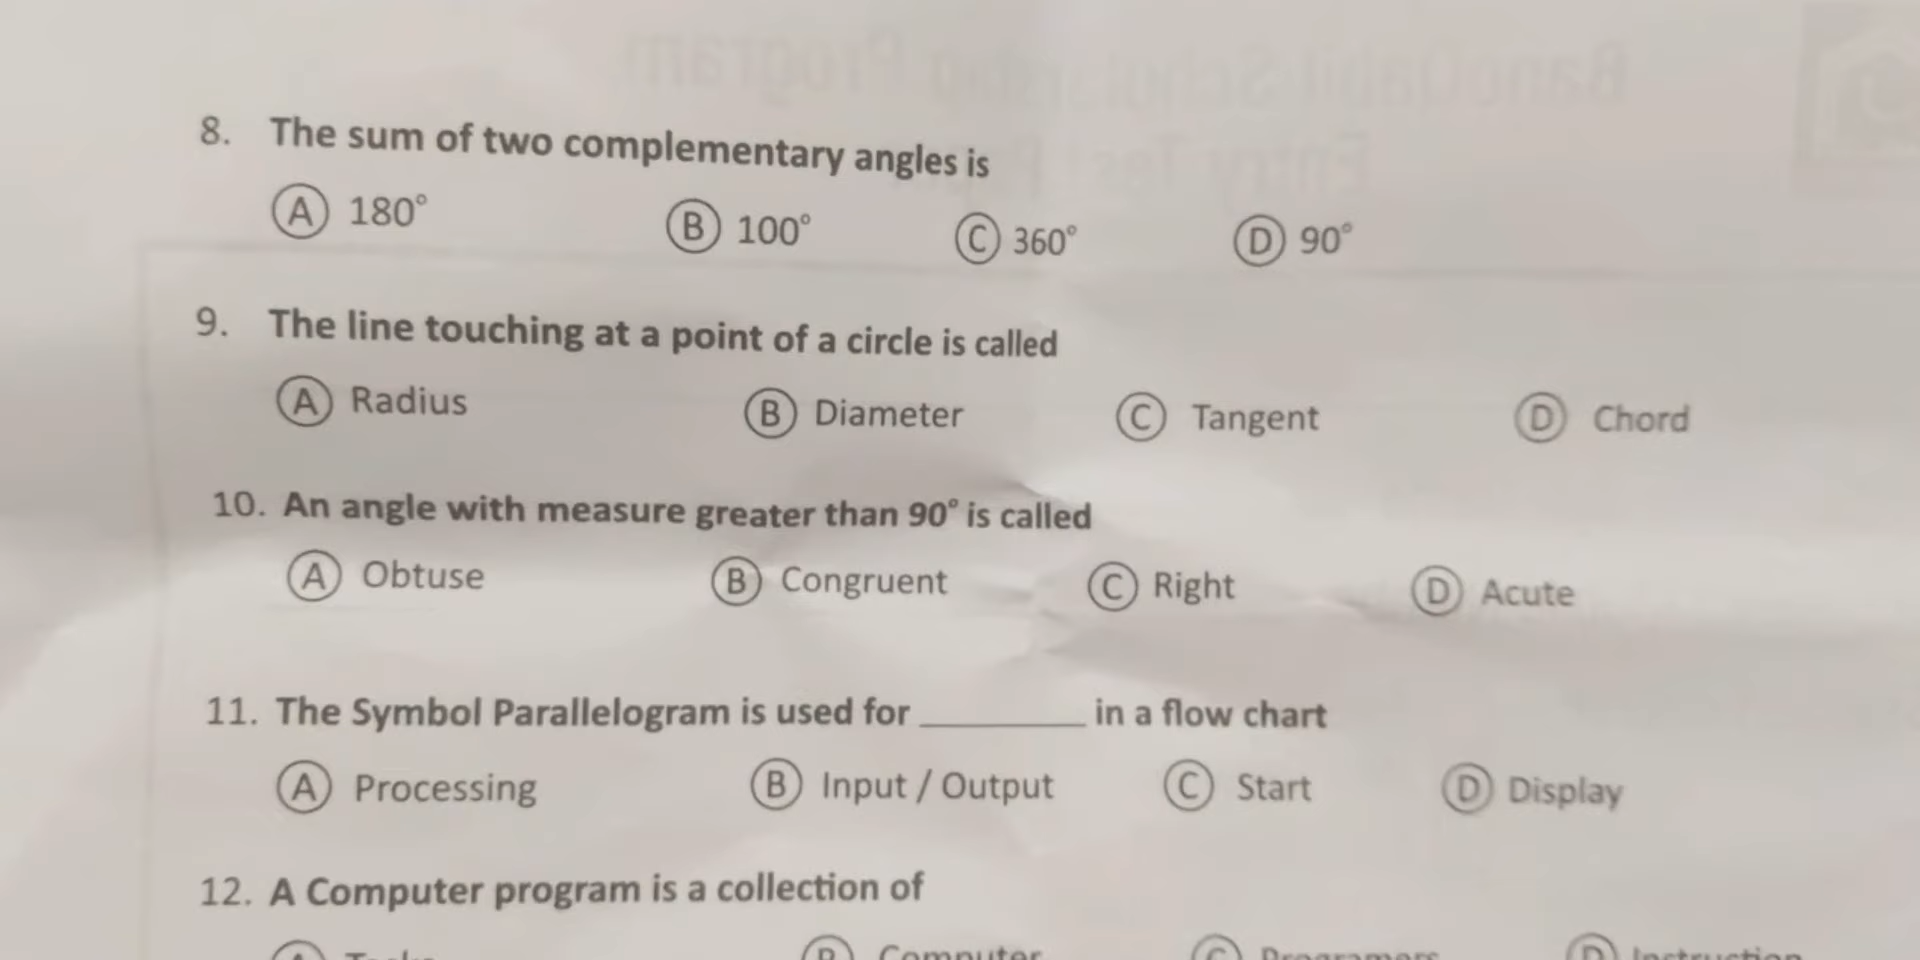 8. The sum of two complementary angles is
A 180° B 100° C 360° D 90°
9. The line touching at a point of a circle is called
A Radius B Diameter C Tangent D Chord
10. An angle with measure greater than 90° is called
A Obtuse B Congruent C Right D Acute
11. The Symbol Parallelogram is used for ________ in a flow chart
A Processing B Input / Output C Start D Display
12. A Computer program is a collection of
A B Computer C D Instruction